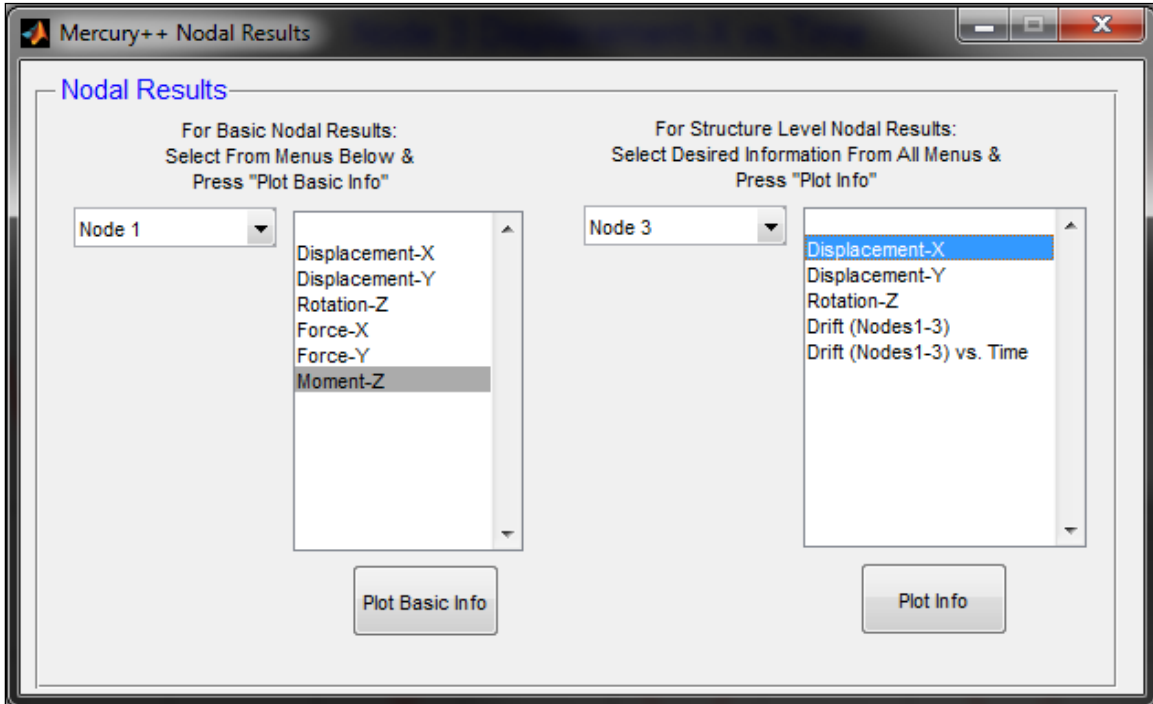 Mercury++ Nodal Results
Nodal Results
For Basic Nodal Results:
Select From Menus Below &
Press "Plot Basic Info"
Node 1
Displacement-X
Displacement-Y
Rotation-Z
Force-X
Force-Y
Moment-Z
Plot Basic Info
For Structure Level Nodal Results:
Select Desired Information From All Menus &
Press "Plot Info"
Node 3
Displacement-X
Displacement-Y
Rotation-Z
Drift (Nodes1-3)
Drift (Nodes1-3) vs. Time
Plot Info